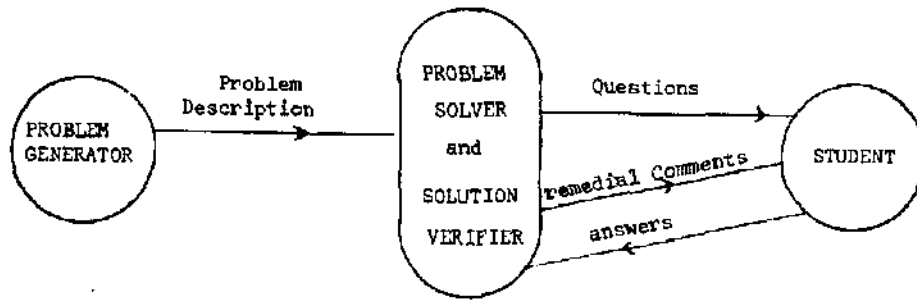 PROBLEM
GENERATOR
Problem
Description
PROBLEM
SOLVER
and
SOLUTION
VERIFIER
Questions
remedial Comments
answers
STUDENT